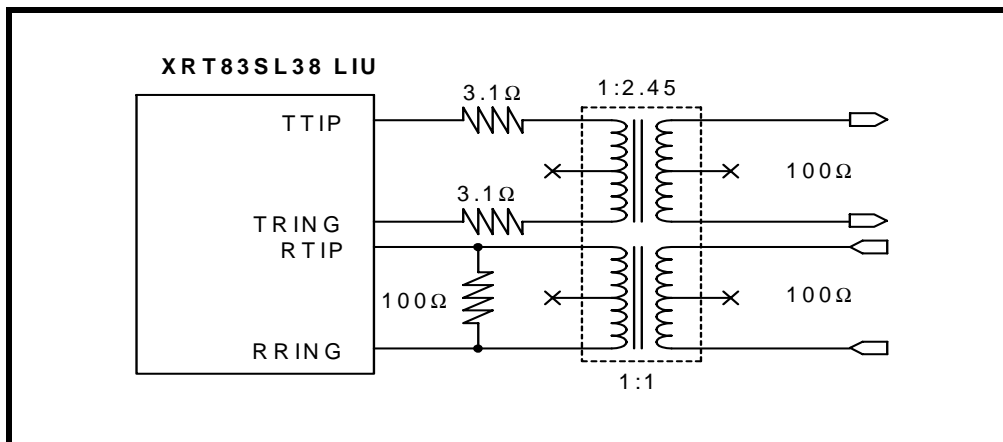 XRT83SL38 LIU
3.1Ω
1:2.45
TTIP
100Ω
3.1Ω
TRING
RTIP
100Ω
100Ω
RRING
1:1